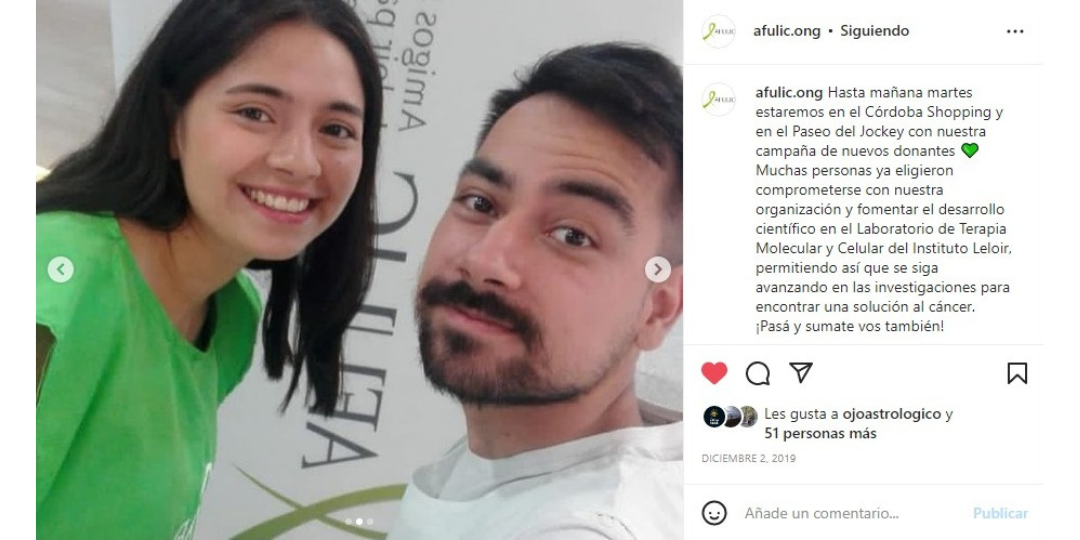 Amigos
AFULIC
afulic.ong • Siguiendo
afulic.ong Hasta mañana martes
estaremos en el Córdoba Shopping y
en el Paseo del Jockey con nuestra
campaña de nuevos donantes 💚
Muchas personas ya eligieron
comprometerse con nuestra
organización y fomentar el desarrollo
científico en el Laboratorio de Terapia
Molecular y Celular del Instituto Leloir,
permitiendo así que se siga
avanzando en las investigaciones para
encontrar una solución al cáncer.
¡Pasá y sumate vos también!
Les gusta a ojoastrologico y
51 personas más
DICIEMBRE 2, 2019
Añade un comentario...
Publicar